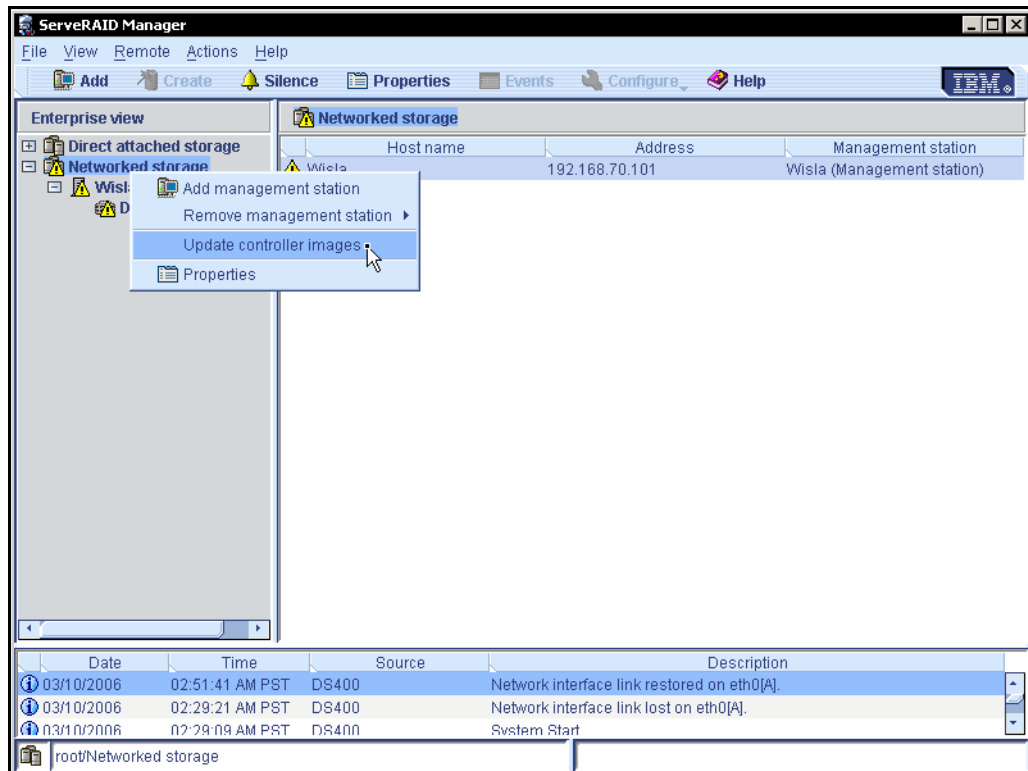 ServeRAID Manager
File View Remote Actions Help
Add Create Silence Properties Events Configure Help IBM
Enterprise view
Networked storage
Direct attached storage
Networked storage
Host name Address Management station
Wisla 192.168.70.101 Wisla (Management station)
Add management station
Remove management station
Update controller images
Properties
Date Time Source Description
03/10/2006 02:51:41 AM PST DS400 Network interface link restored on eth0[A].
03/10/2006 02:29:21 AM PST DS400 Network interface link lost on eth0[A].
03/10/2006 02:29:09 AM PST DS400 System Start
root/Networked storage